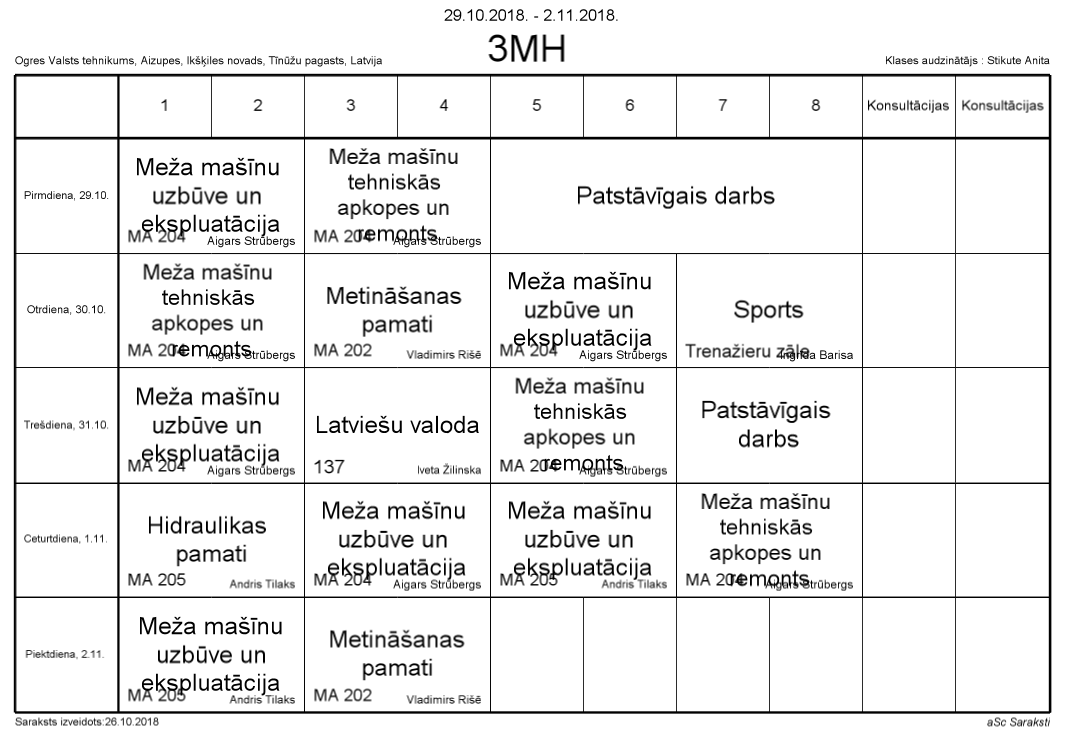 29.10.2018. - 2.11.2018.
3MH
Ogres Valsts tehnikums, Aizupes, Ikšķiles novads, Tīnūžu pagasts, Latvija
Klases audzinātājs : Stikute Anita
1 2 3 4 5 6 7 8 Konsultācijas Konsultācijas
Pirmdiena, 29.10.
Meža mašīnu
uzbūve un
ekspluatācija
MA 204 Aigars Strūbergs
Meža mašīnu
tehniskās
apkopes un
remonts
MA 204 Aigars Strūbergs
Patstāvīgais darbs
Otrdiena, 30.10.
Meža mašīnu
tehniskās
apkopes un
remonts
MA 204 Aigars Strūbergs
Metināšanas
pamati
MA 202 Vladimirs Rišē
Meža mašīnu
uzbūve un
ekspluatācija
MA 204 Aigars Strūbergs
Sports
Trenažieru zāle Ingrīda Barisa
Trešdiena, 31.10.
Meža mašīnu
uzbūve un
ekspluatācija
MA 204 Aigars Strūbergs
Latviešu valoda
137 Iveta Žilinska
Meža mašīnu
tehniskās
apkopes un
remonts
MA 204 Aigars Strūbergs
Patstāvīgais
darbs
Ceturtdiena, 1.11.
Hidraulikas
pamati
MA 205 Andris Tilaks
Meža mašīnu
uzbūve un
ekspluatācija
MA 204 Aigars Strūbergs
Meža mašīnu
uzbūve un
ekspluatācija
MA 205 Andris Tilaks
Meža mašīnu
tehniskās
apkopes un
remonts
MA 204 Aigars Strūbergs
Piektdiena, 2.11.
Meža mašīnu
uzbūve un
ekspluatācija
MA 205 Andris Tilaks
Metināšanas
pamati
MA 202 Vladimirs Rišē
Saraksts izveidots:26.10.2018
aSc Saraksti